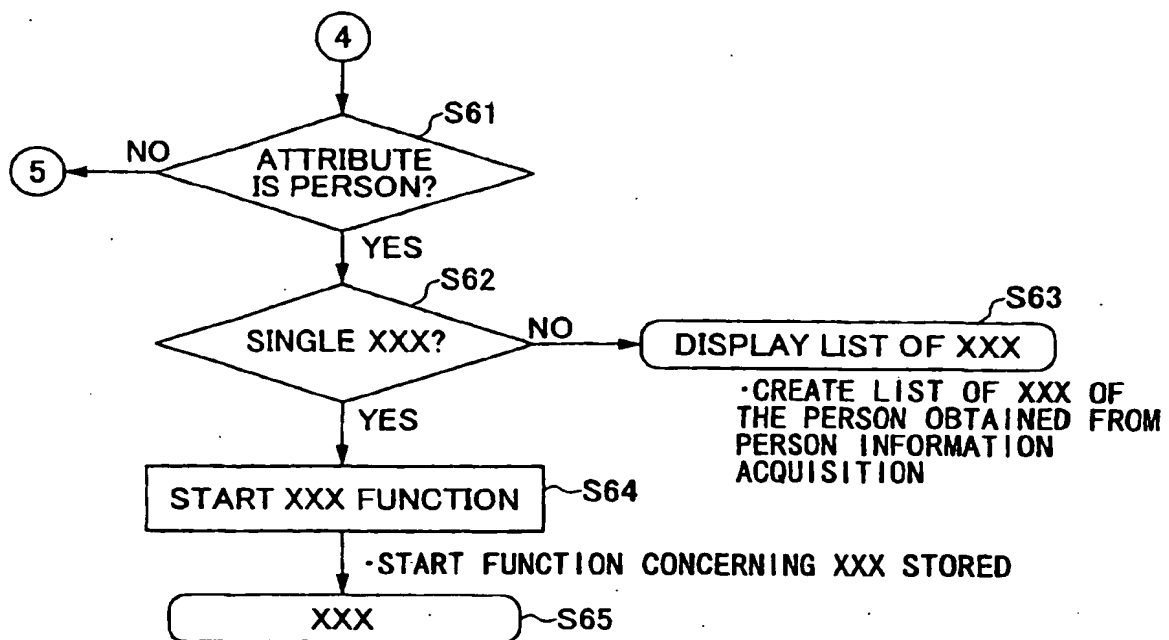 4
S61
NO
5
ATTRIBUTE
IS PERSON?
YES
S62
SINGLE XXX?
NO
S63
DISPLAY LIST OF XXX
·CREATE LIST OF XXX OF
THE PERSON OBTAINED FROM
PERSON INFORMATION
ACQUISITION
YES
START XXX FUNCTION
S64
·START FUNCTION CONCERNING XXX STORED
XXX
S65